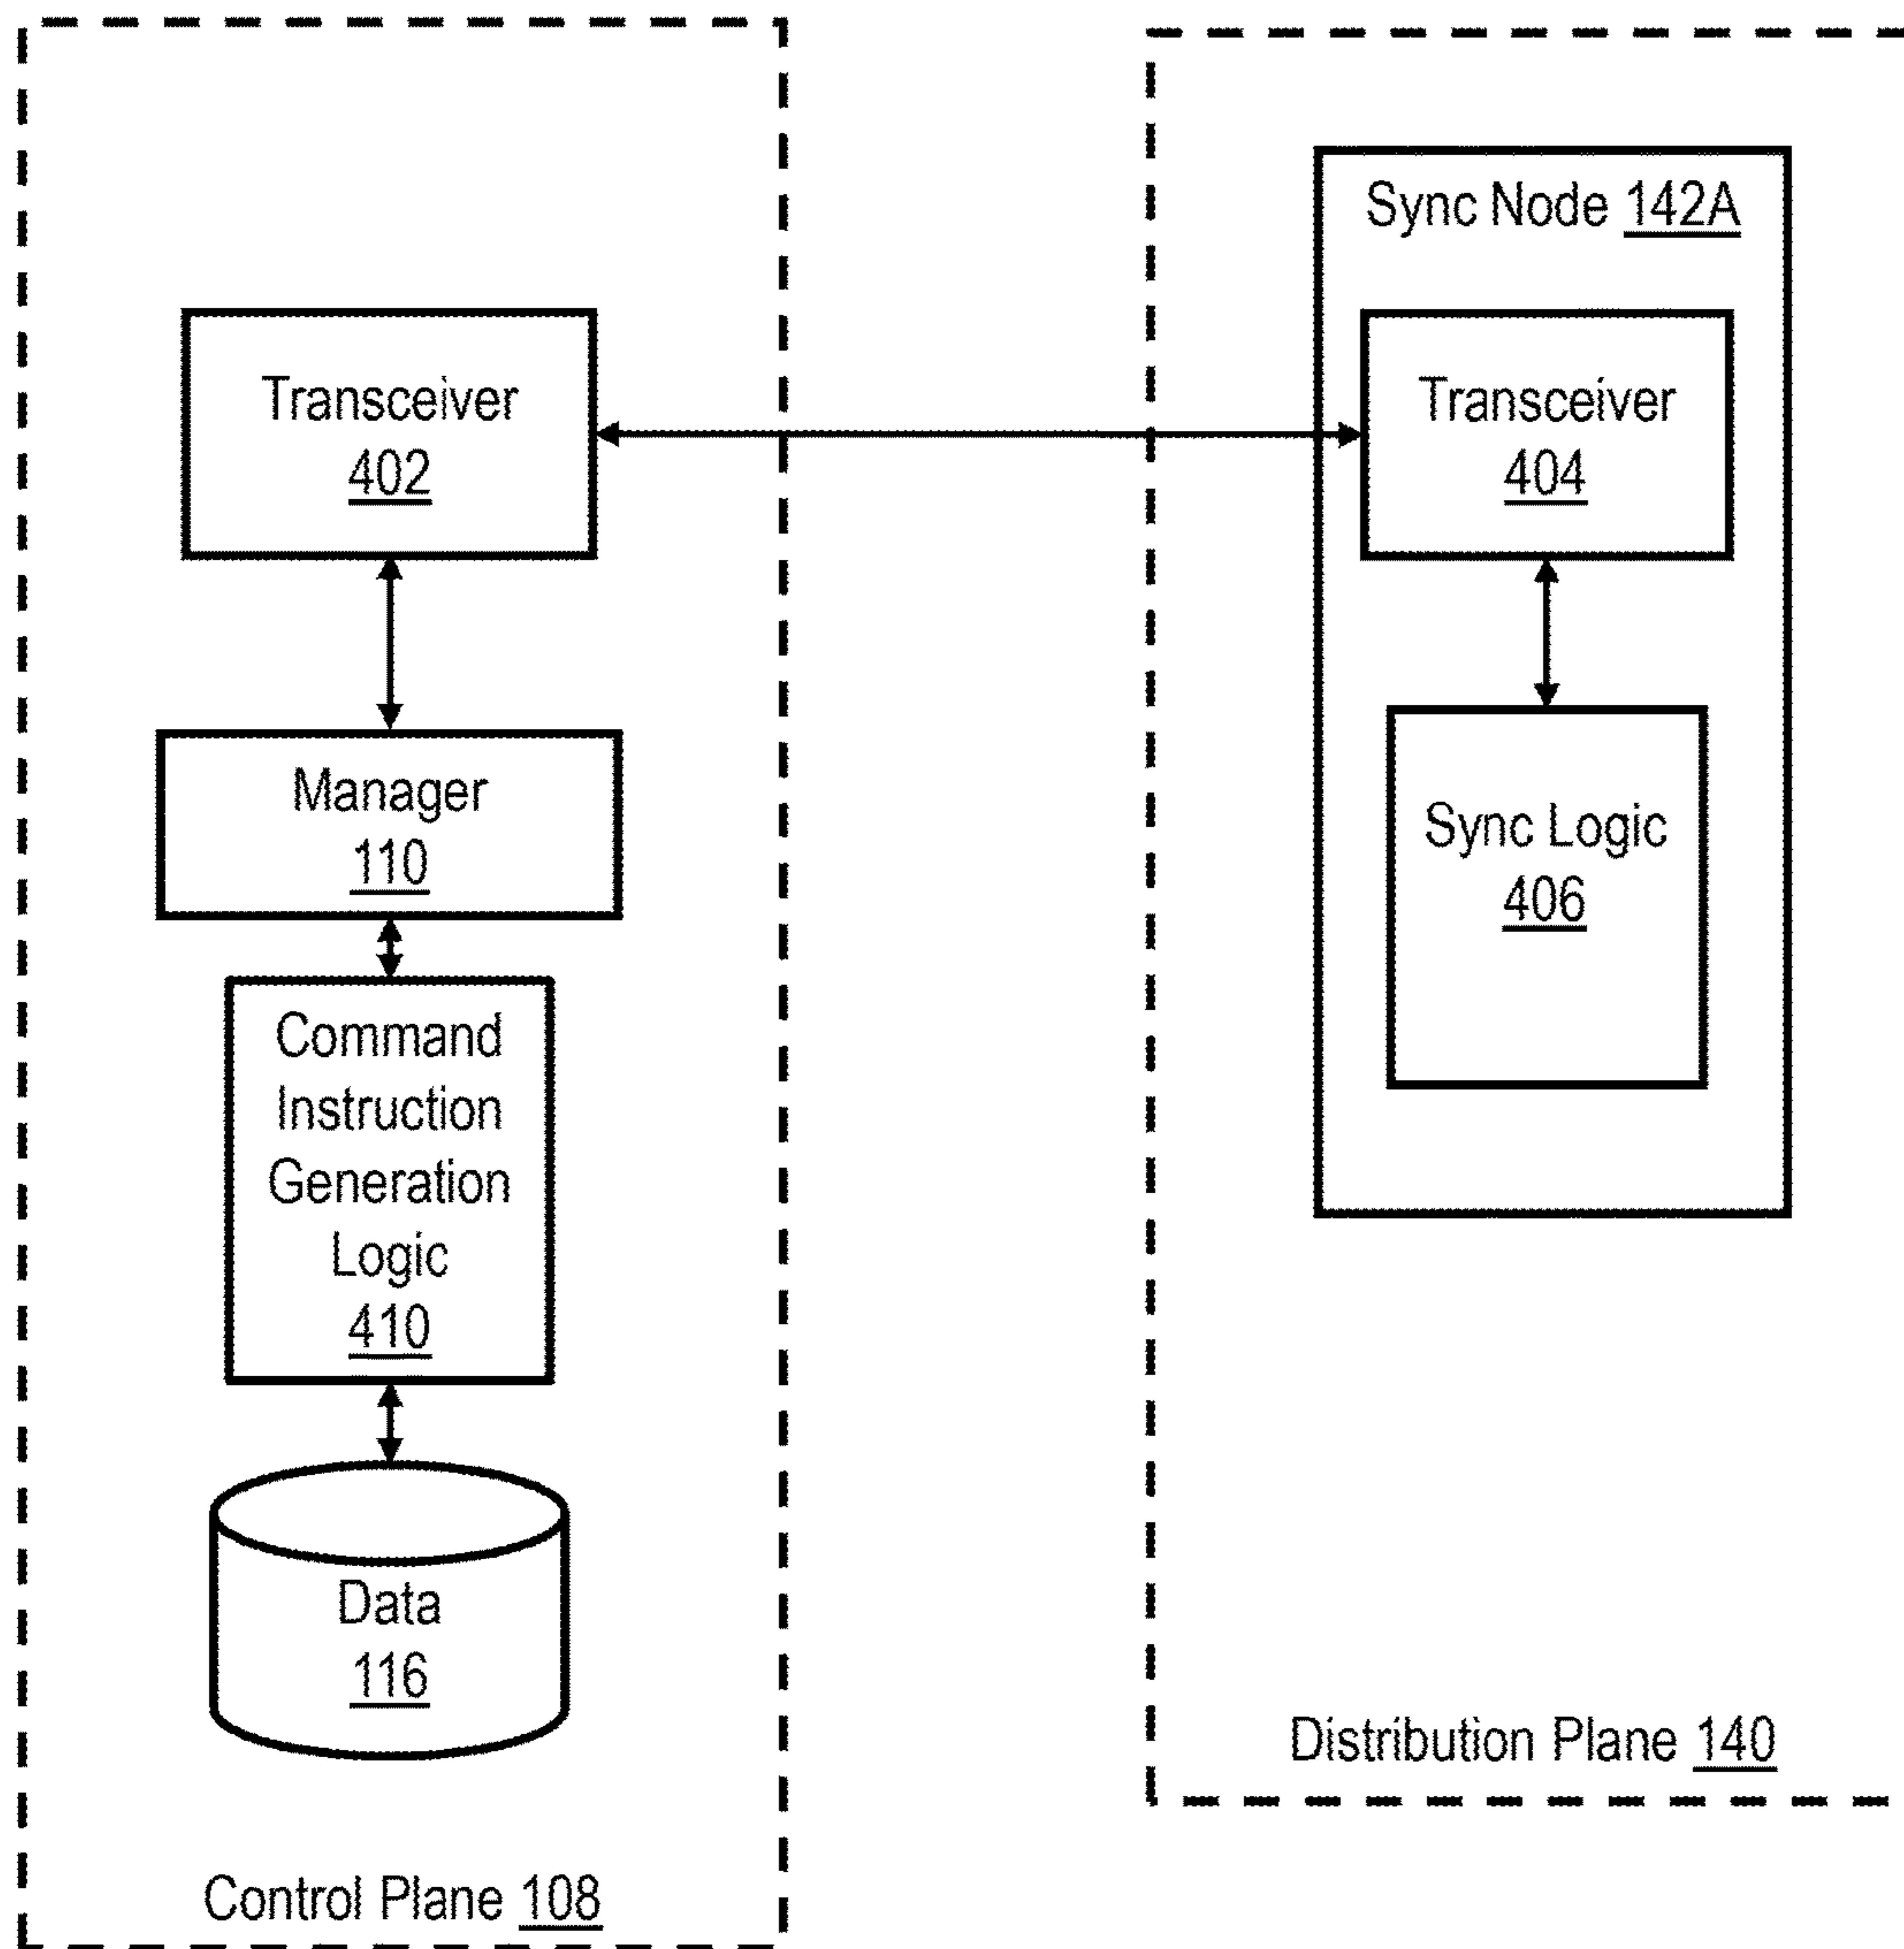 Sync Node 142A
Transceiver
402
Transceiver
404
Manager
110
Sync Logic
406
Command
Instruction
Generation
Logic
410
Data
116
Distribution Plane 140
Control Plane 108